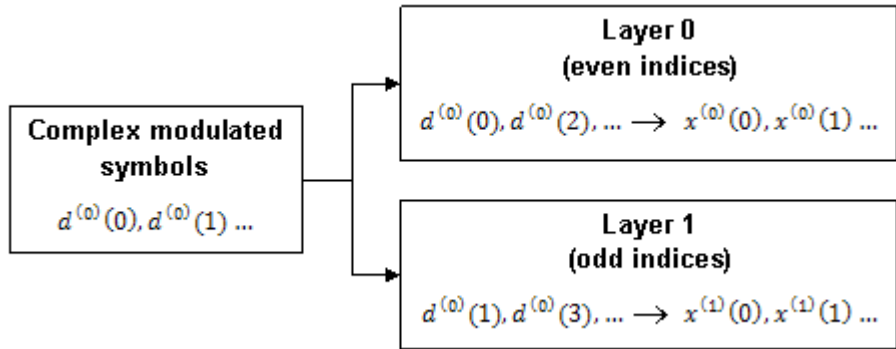 Complex modulated
symbols
d⁽⁰⁾(0), d⁽⁰⁾(1) ...
Layer 0
(even indices)
d⁽⁰⁾(0), d⁽⁰⁾(2), ... → x⁽⁰⁾(0), x⁽⁰⁾(1) ...
Layer 1
(odd indices)
d⁽⁰⁾(1), d⁽⁰⁾(3), ... → x⁽¹⁾(0), x⁽¹⁾(1) ...